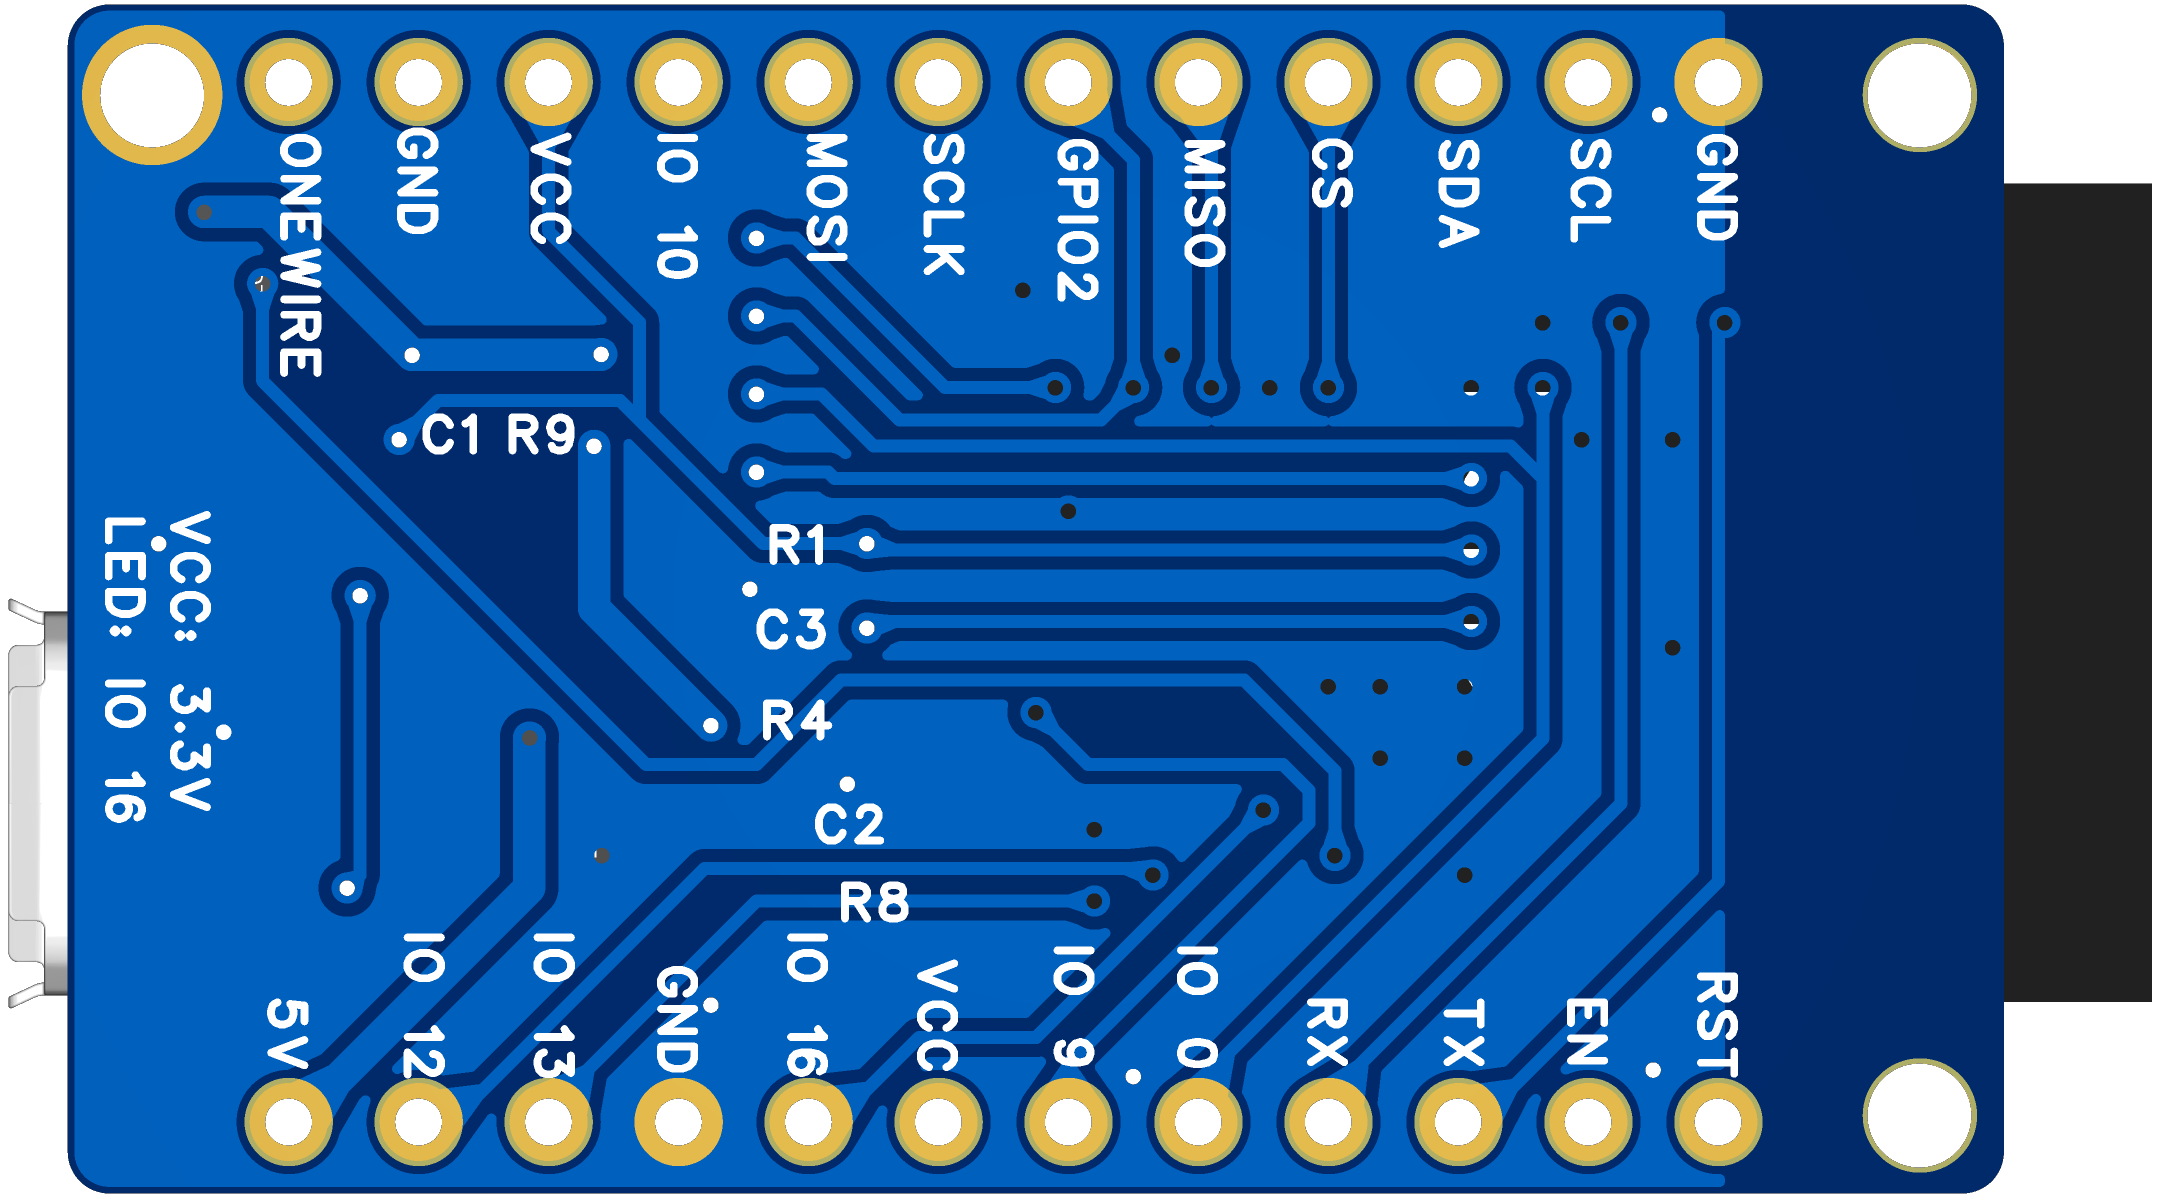 ONEWIRE
GND
VCC
IO 10
MOSI
SCLK
GPIO2
MISO
CS
SDA
SCL
GND
C1 R9
R1
C3
R4
C2
R8
VCC: 3.3V
LED: IO 16
5V
IO 12
IO 13
GND
IO 16
VCC
IO 9
IO 0
RX
TX
EN
RST